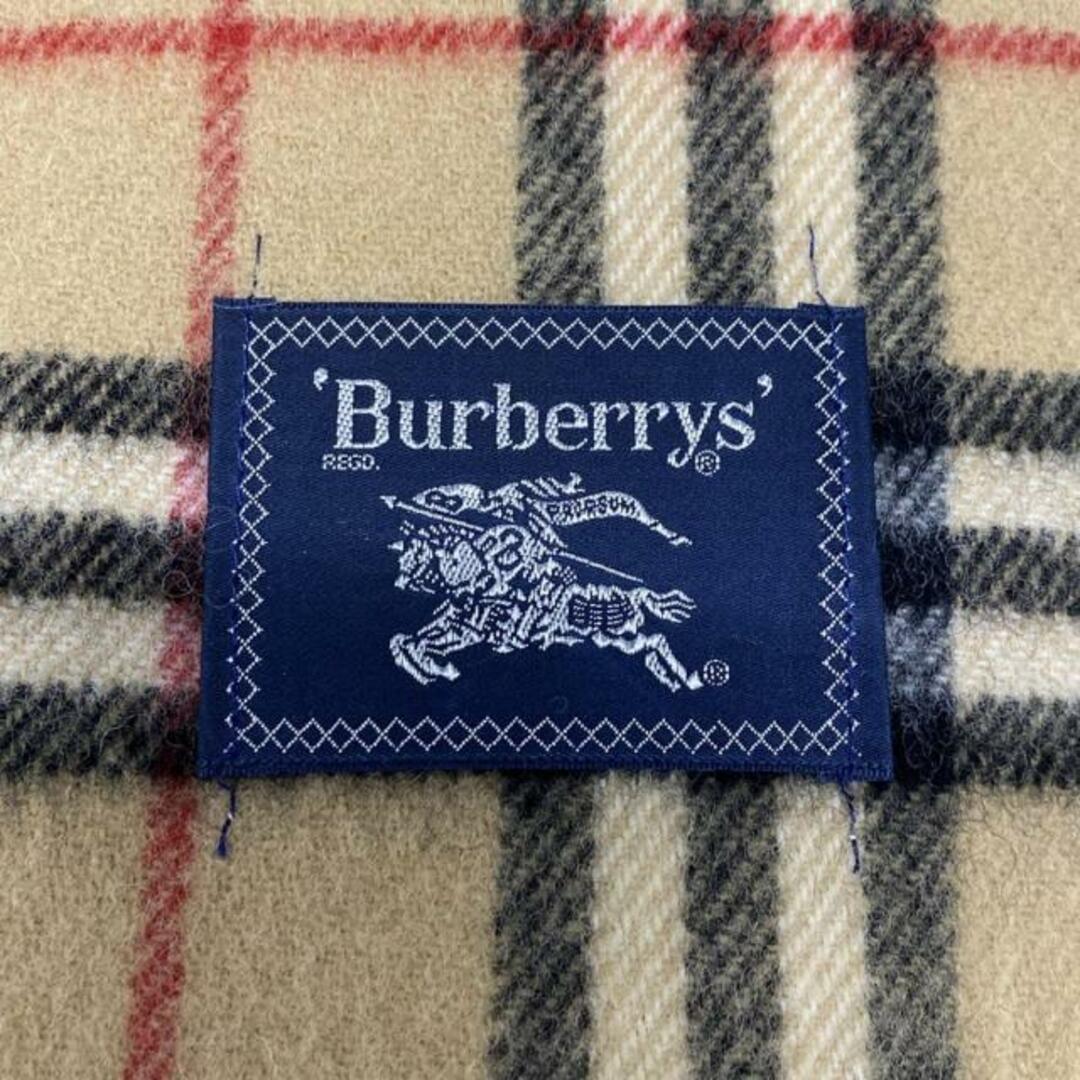 'Burberrys'
REGD. ®
PRORSUM
®